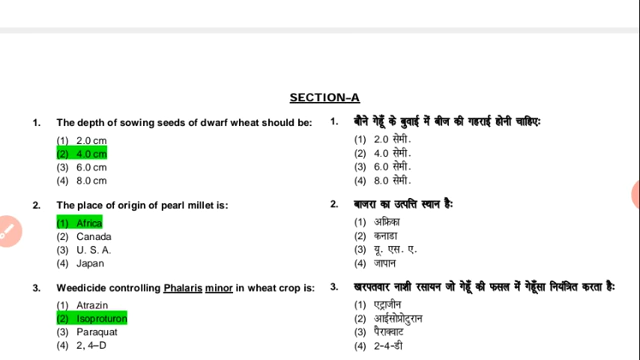 SECTION–A
1. The depth of sowing seeds of dwarf wheat should be:
(1) 2.0 cm
(2) 4.0 cm
(3) 6.0 cm
(4) 8.0 cm
2. The place of origin of pearl millet is:
(1) Africa
(2) Canada
(3) U. S. A.
(4) Japan
3. Weedicide controlling Phalaris minor in wheat crop is:
(1) Atrazin
(2) Isoproturon
(3) Paraquat
(4) 2, 4–D
1. बौने गेहूँ के बुवाई में बीज की गहराई होनी चाहिए:
(1) 2.0 सेमी.
(2) 4.0 सेमी.
(3) 6.0 सेमी.
(4) 8.0 सेमी.
2. बाजरा का उत्पत्ति स्थान है:
(1) अफ्रिका
(2) कनाडा
(3) यू. एस. ए.
(4) जापान
3. खरपतवार नाशी रसायन जो गेहूँ की फसल में गेहूँसा नियंत्रित करता है:
(1) एट्राजीन
(2) आईसोप्रोटुरान
(3) पैराक्वाट
(4) 2-4-डी